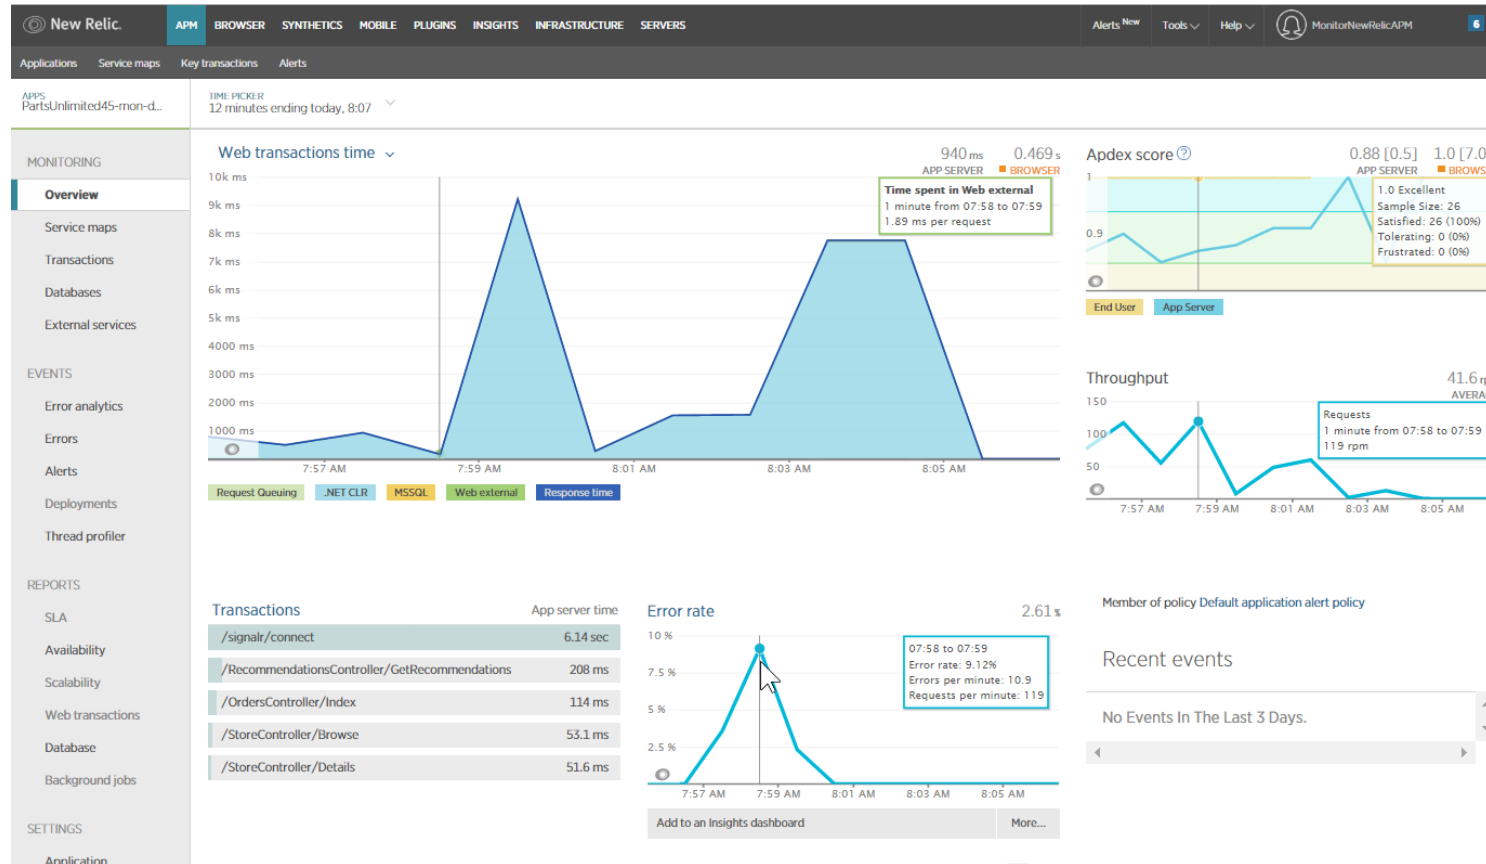 New Relic.
APM BROWSER SYNTHETICS MOBILE PLUGINS INSIGHTS INFRASTRUCTURE SERVERS
Alerts New Tools Help MonitorNewRelicAPM 6
Applications Service maps Key transactions Alerts
APPS
PartsUnlimited45-mon-d...
TIME PICKER
12 minutes ending today, 8:07
MONITORING
Overview
Service maps
Transactions
Databases
External services
EVENTS
Error analytics
Errors
Alerts
Deployments
Thread profiler
REPORTS
SLA
Availability
Scalability
Web transactions
Database
Background jobs
SETTINGS
Application
Web transactions time
940 ms 0.469 s
APP SERVER BROWSER
10k ms
9k ms
8k ms
7k ms
6k ms
5k ms
4000 ms
3000 ms
2000 ms
1000 ms
Time spent in Web external
1 minute from 07:58 to 07:59
1.89 ms per request
7:57 AM 7:59 AM 8:01 AM 8:03 AM 8:05 AM
Request Queuing .NET CLR MSSQL Web external Response time
Apdex score ?
0.88 [0.5] 1.0 [7.0
APP SERVER BROWS
1
0.9
1.0 Excellent
Sample Size: 26
Satisfied: 26 (100%)
Tolerating: 0 (0%)
Frustrated: 0 (0%)
End User App Server
Throughput
41.6 r
AVERA
150
100
50
Requests
1 minute from 07:58 to 07:59
119 rpm
7:57 AM 7:59 AM 8:01 AM 8:03 AM 8:05 AM
Transactions App server time
/signalr/connect 6.14 sec
/RecommendationsController/GetRecommendations 208 ms
/OrdersController/Index 114 ms
/StoreController/Browse 53.1 ms
/StoreController/Details 51.6 ms
Error rate 2.61 %
10 %
7.5 %
5 %
2.5 %
07:58 to 07:59
Error rate: 9.12%
Errors per minute: 10.9
Requests per minute: 119
7:57 AM 7:59 AM 8:01 AM 8:03 AM 8:05 AM
Add to an Insights dashboard More...
Member of policy Default application alert policy
Recent events
No Events In The Last 3 Days.